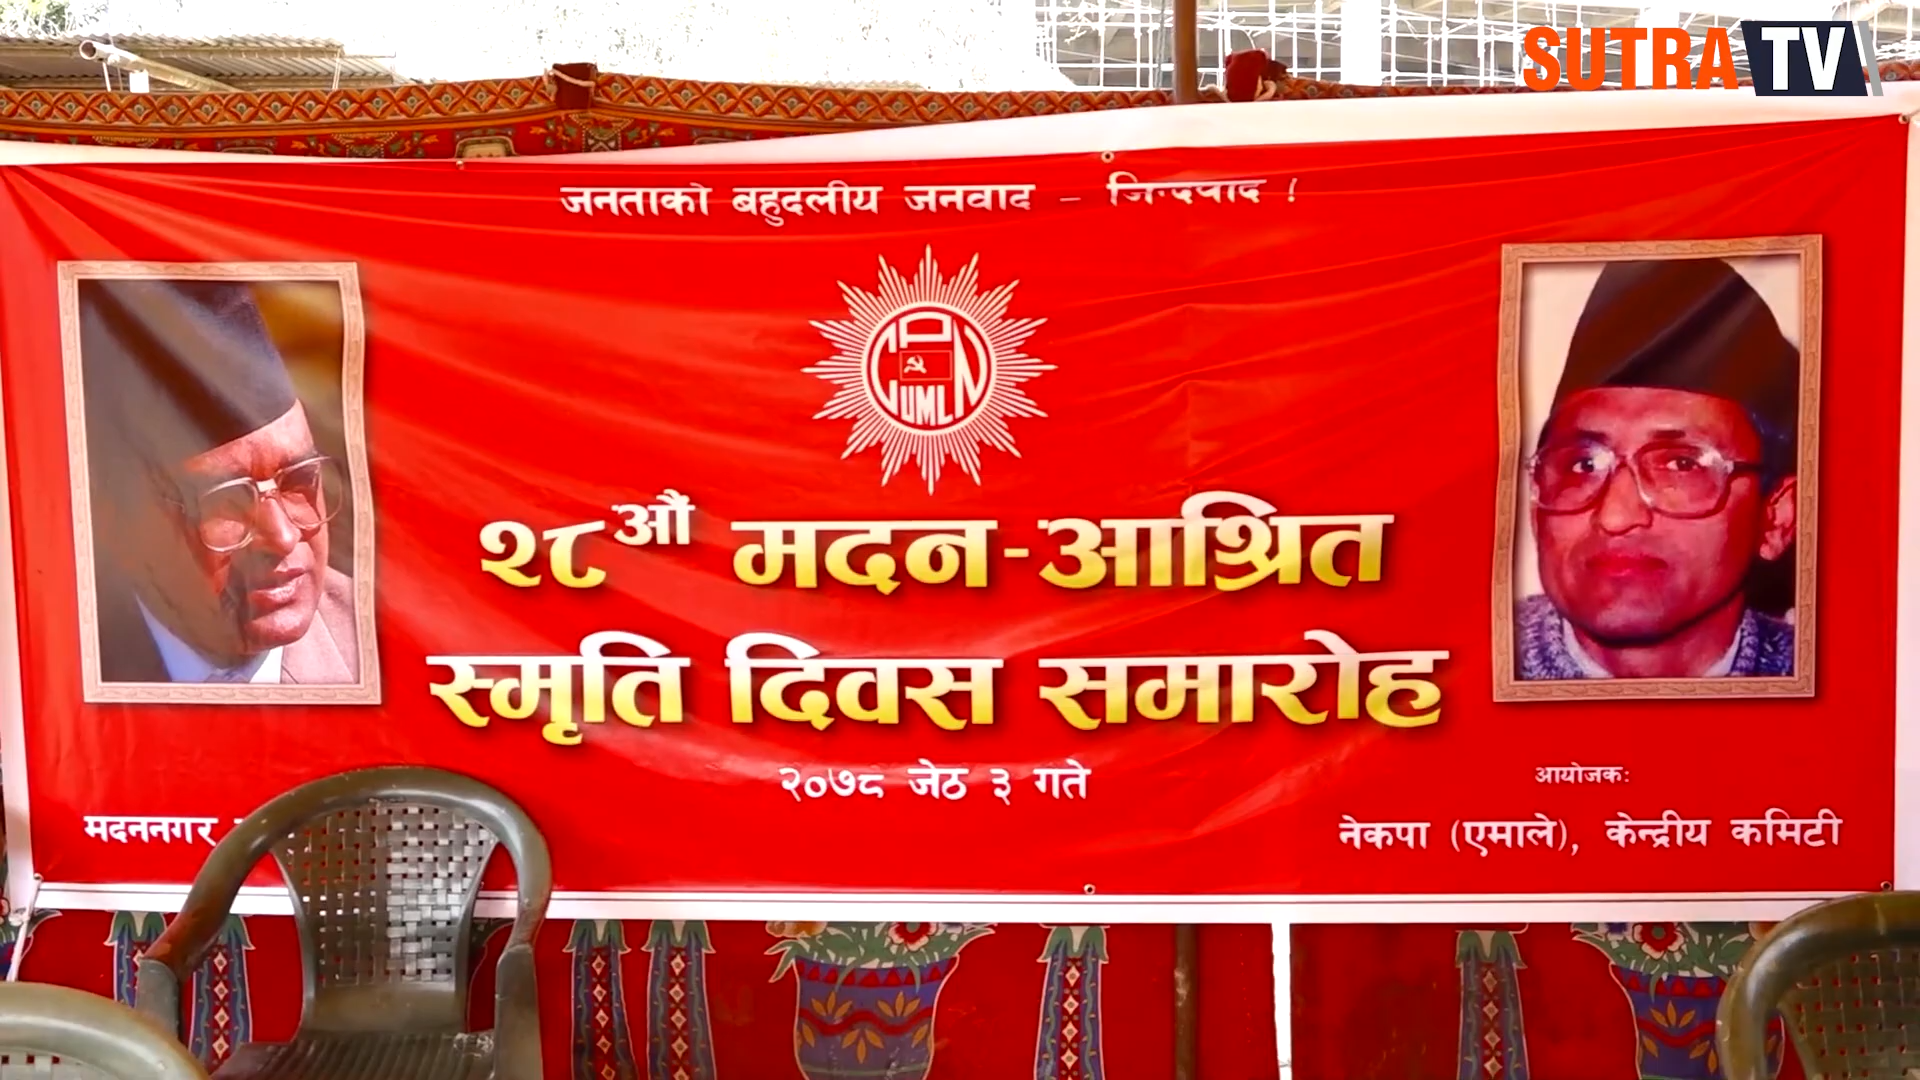 SUTRA TV
जनताको बहुदलीय जनवाद - जिन्दवाद !
CPN
UML
२८औं मदन-आश्रित
स्मृति दिवस समारोह
२०७८ जेठ ३ गते
आयोजक:
मदननगर
नेकपा (एमाले), केन्द्रीय कमिटी